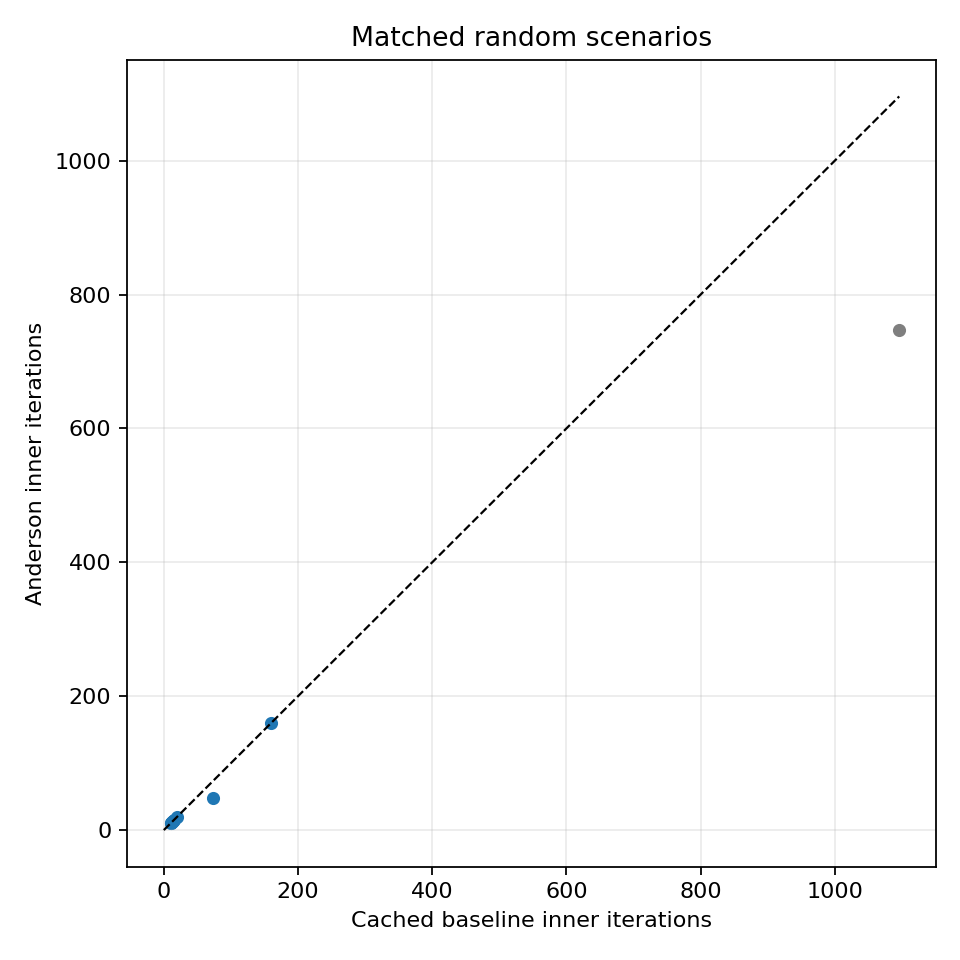 Matched random scenarios
1000
800
600
400
200
0
Anderson inner iterations
0 200 400 600 800 1000
Cached baseline inner iterations